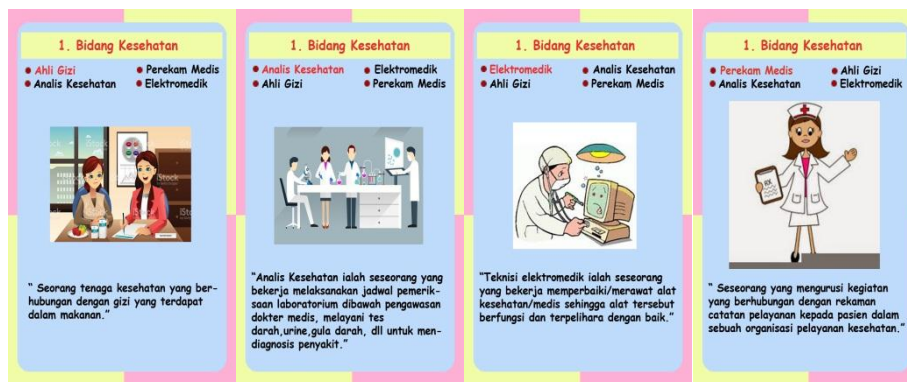 1. Bidang Kesehatan
• Ahli Gizi • Perekam Medis
• Analis Kesehatan • Elektromedik
iStock
iStock
" Seorang tenaga kesehatan yang ber-
hubungan dengan gizi yang terdapat
dalam makanan."
1. Bidang Kesehatan
• Analis Kesehatan • Elektromedik
• Ahli Gizi • Perekam Medis
"Analis Kesehatan ialah seseorang yang
bekerja melaksanakan jadwal pemerik-
saan laboratorium dibawah pengawasan
dokter medis, melayani tes
darah,urine,gula darah, dll untuk men-
diagnosis penyakit."
1. Bidang Kesehatan
• Elektromedik • Analis Kesehatan
• Ahli Gizi • Perekam Medis
"Teknisi elektromedik ialah seseorang
yang bekerja memperbaiki/merawat alat
kesehatan/medis sehingga alat tersebut
berfungsi dan terpelihara dengan baik."
1. Bidang Kesehatan
• Perekam Medis • Ahli Gizi
• Analis Kesehatan • Elektromedik
" Seseorang yang mengurusi kegiatan
yang berhubungan dengan rekaman
catatan pelayanan kepada pasien dalam
sebuah organisasi pelayanan kesehatan."